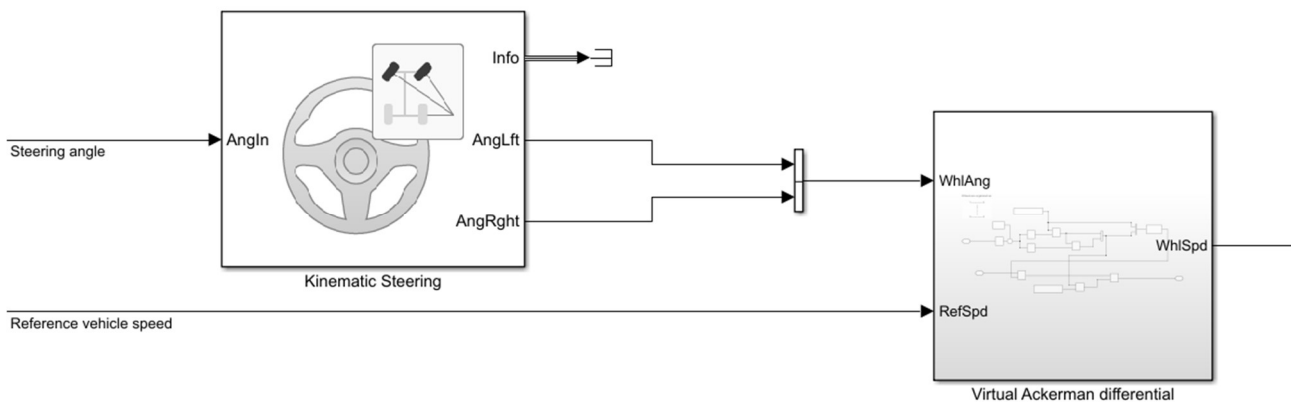 Info
AngIn
AngLft
Steering angle
AngRght
WhlAng
WhlSpd
Kinematic Steering
RefSpd
Reference vehicle speed
Virtual Ackerman differential